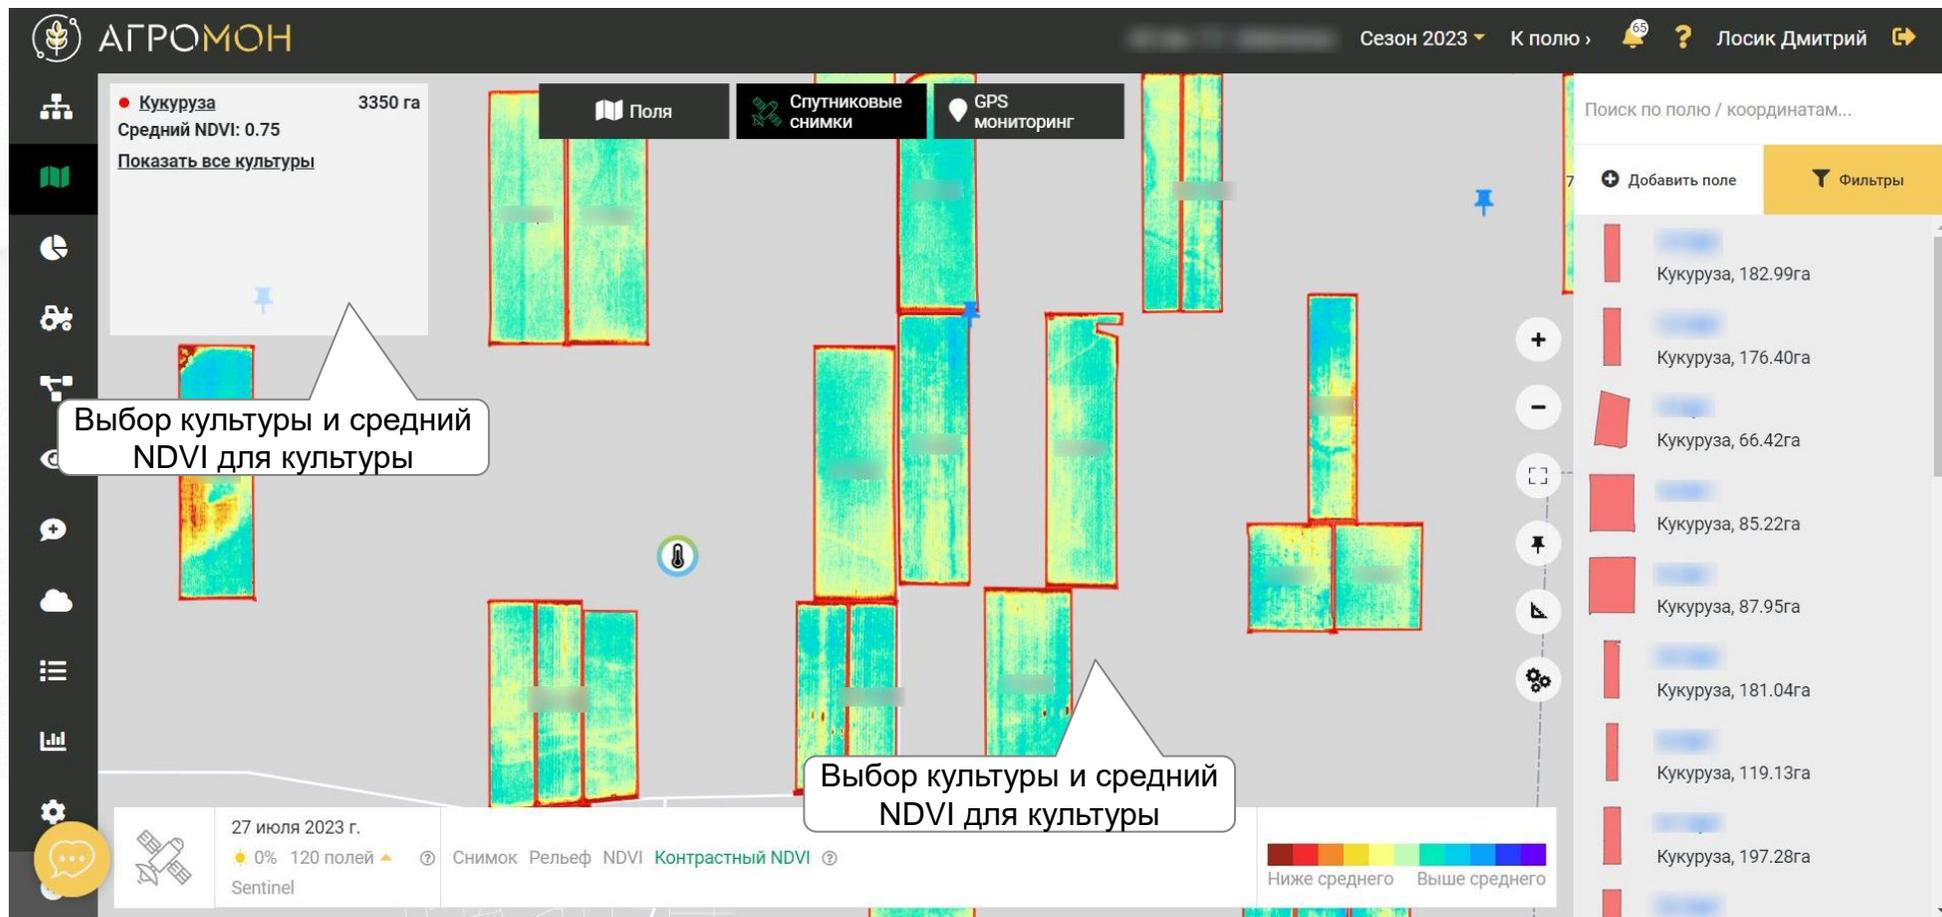 АГРОМОН
Сезон 2023
К полю ›
65
?
Лосик Дмитрий
Кукуруза 3350 га
Средний NDVI: 0.75
Показать все культуры
Поля
Спутниковые
снимки
GPS
мониторинг
Поиск по полю / координатам...
Добавить поле
Фильтры
7
Кукуруза, 182.99га
Кукуруза, 176.40га
Кукуруза, 66.42га
Кукуруза, 85.22га
Кукуруза, 87.95га
Кукуруза, 181.04га
Кукуруза, 119.13га
Кукуруза, 197.28га
Выбор культуры и средний
NDVI для культуры
Выбор культуры и средний
NDVI для культуры
27 июля 2023 г.
0% 120 полей ?
Sentinel
Снимок Рельеф NDVI Контрастный NDVI ?
Ниже среднего Выше среднего